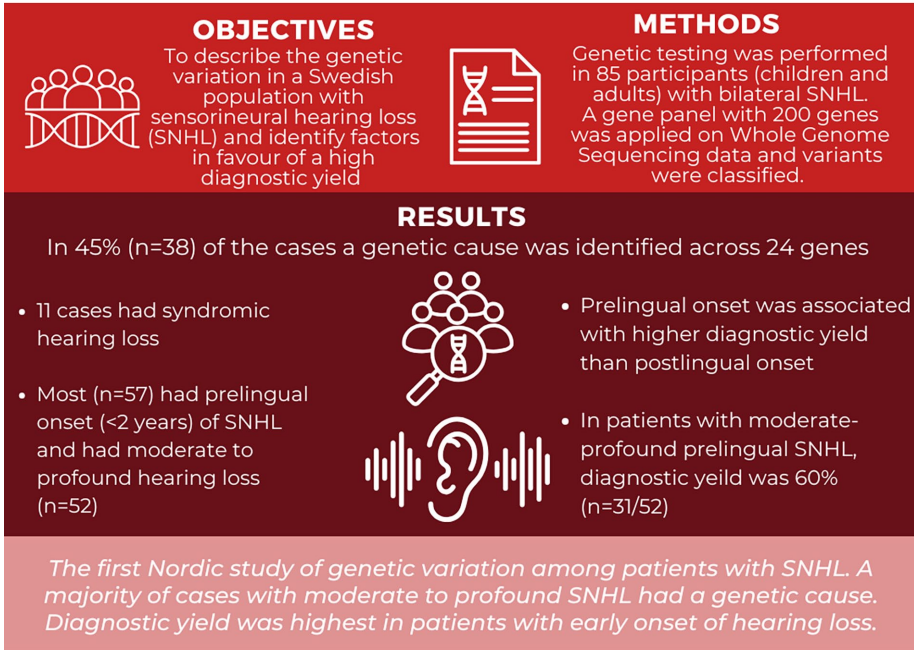 OBJECTIVES
To describe the genetic
variation in a Swedish
population with
sensorineural hearing loss
(SNHL) and identify factors
in favour of a high
diagnostic yield
METHODS
Genetic testing was performed
in 85 participants (children and
adults) with bilateral SNHL.
A gene panel with 200 genes
was applied on Whole Genome
Sequencing data and variants
were classified.
RESULTS
In 45% (n=38) of the cases a genetic cause was identified across 24 genes
• 11 cases had syndromic
hearing loss
• Most (n=57) had prelingual
onset (<2 years) of SNHL
and had moderate to
profound hearing loss
(n=52)
• Prelingual onset was associated
with higher diagnostic yield
than postlingual onset
• In patients with moderate-
profound prelingual SNHL,
diagnostic yeild was 60%
(n=31/52)
The first Nordic study of genetic variation among patients with SNHL. A
majority of cases with moderate to profound SNHL had a genetic cause.
Diagnostic yield was highest in patients with early onset of hearing loss.